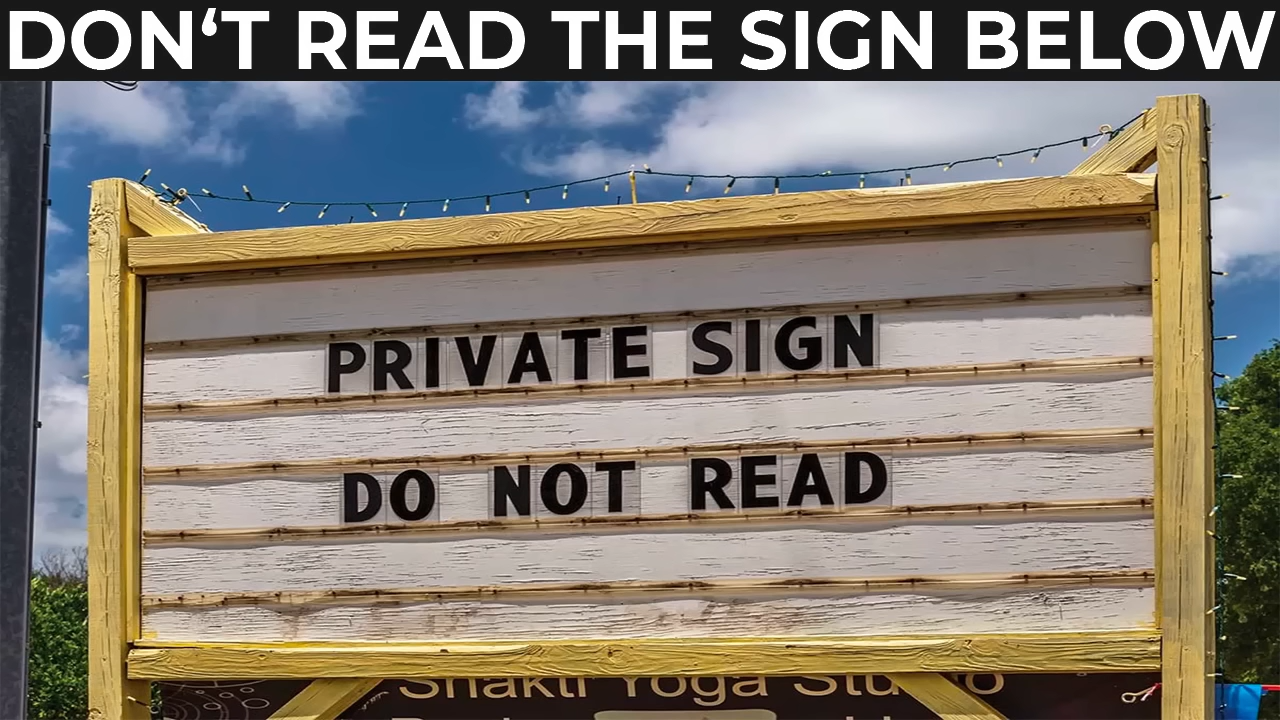 DON‘T READ THE SIGN BELOW
PRIVATE SIGN
DO NOT READ
Shakti Yoga Studio